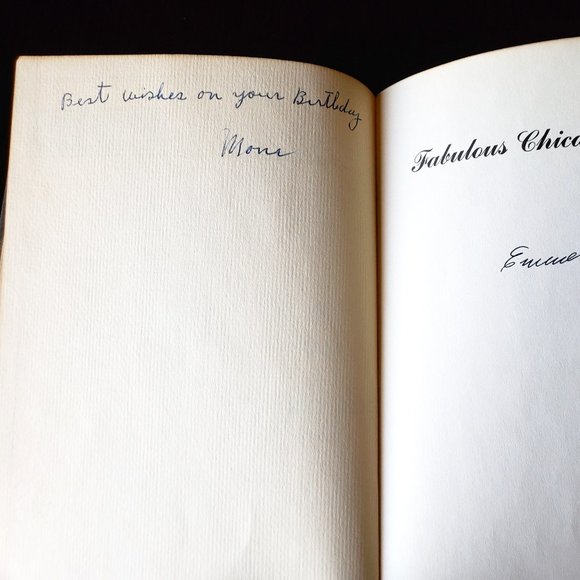 Best wishes on your Birthday
Mom
Fabulous Chica
Emme